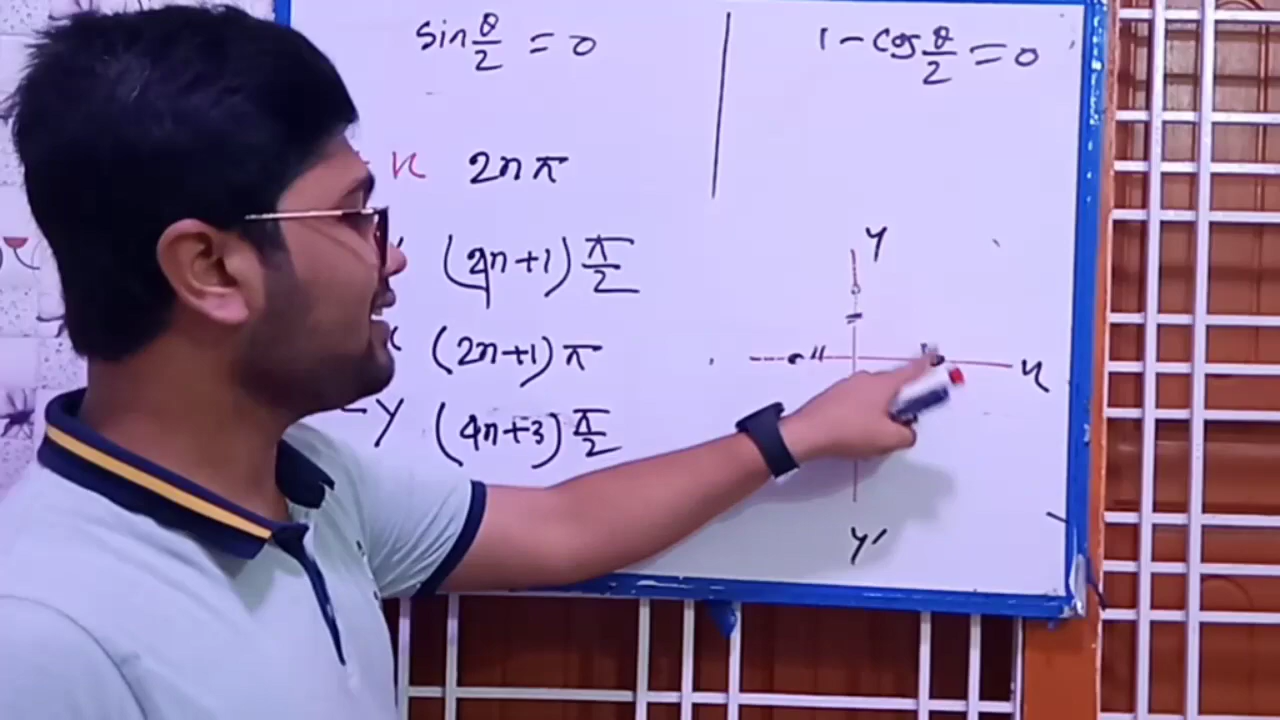 sin θ/2 = 0
1 - cos θ/2 = 0
x 2nπ
(4n+1) π/2
(2n+1) π
-y (4n+3) π/2
y
x
y'